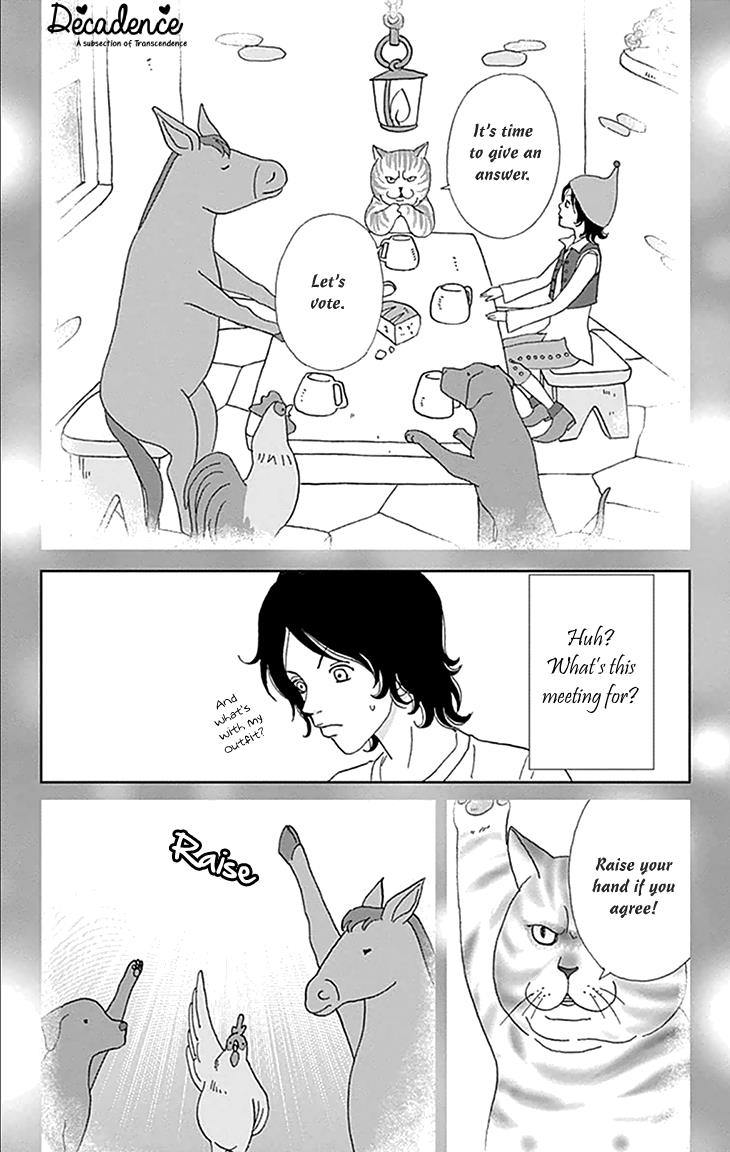 Decadence
A subsection of Transcendence
It's time
to give an
answer.
Let's
vote.
Huh?
What's this
meeting for?
And
what's
with my
outfit?
Raise your
hand if you
agree!
Raise